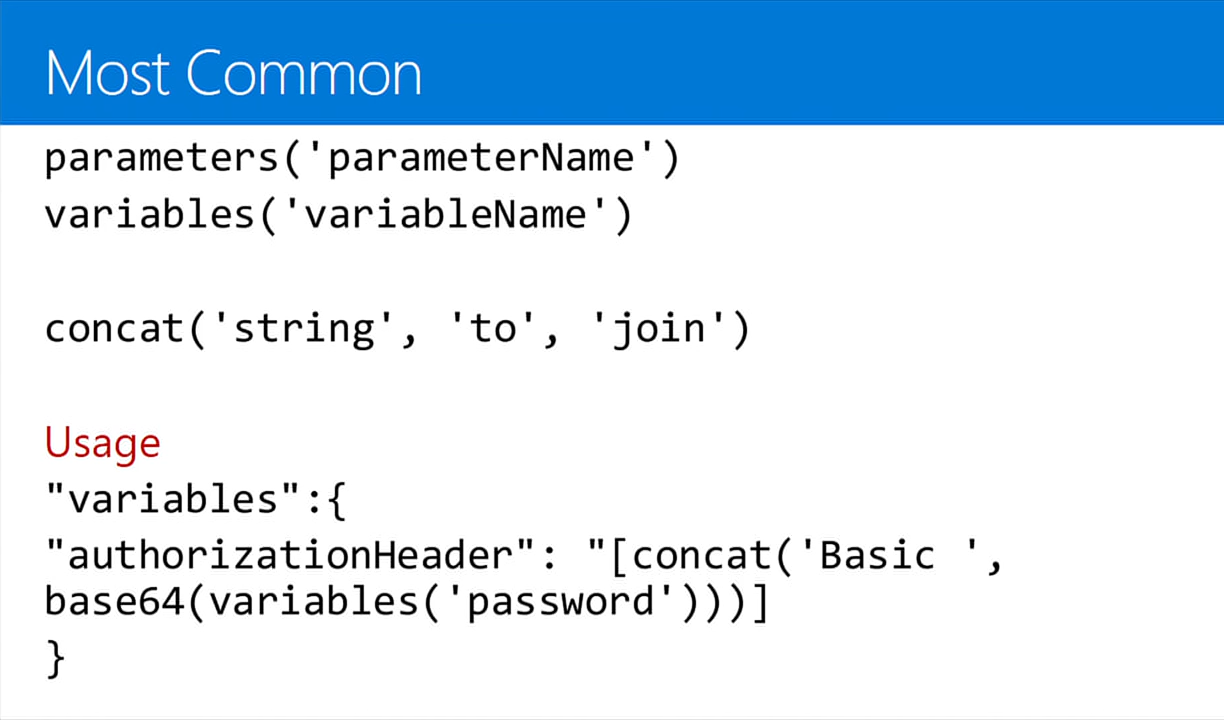 Most Common
parameters('parameterName')
variables('variableName')
concat('string', 'to', 'join')
Usage
"variables":{
"authorizationHeader": "[concat('Basic ',
base64(variables('password')))]
}